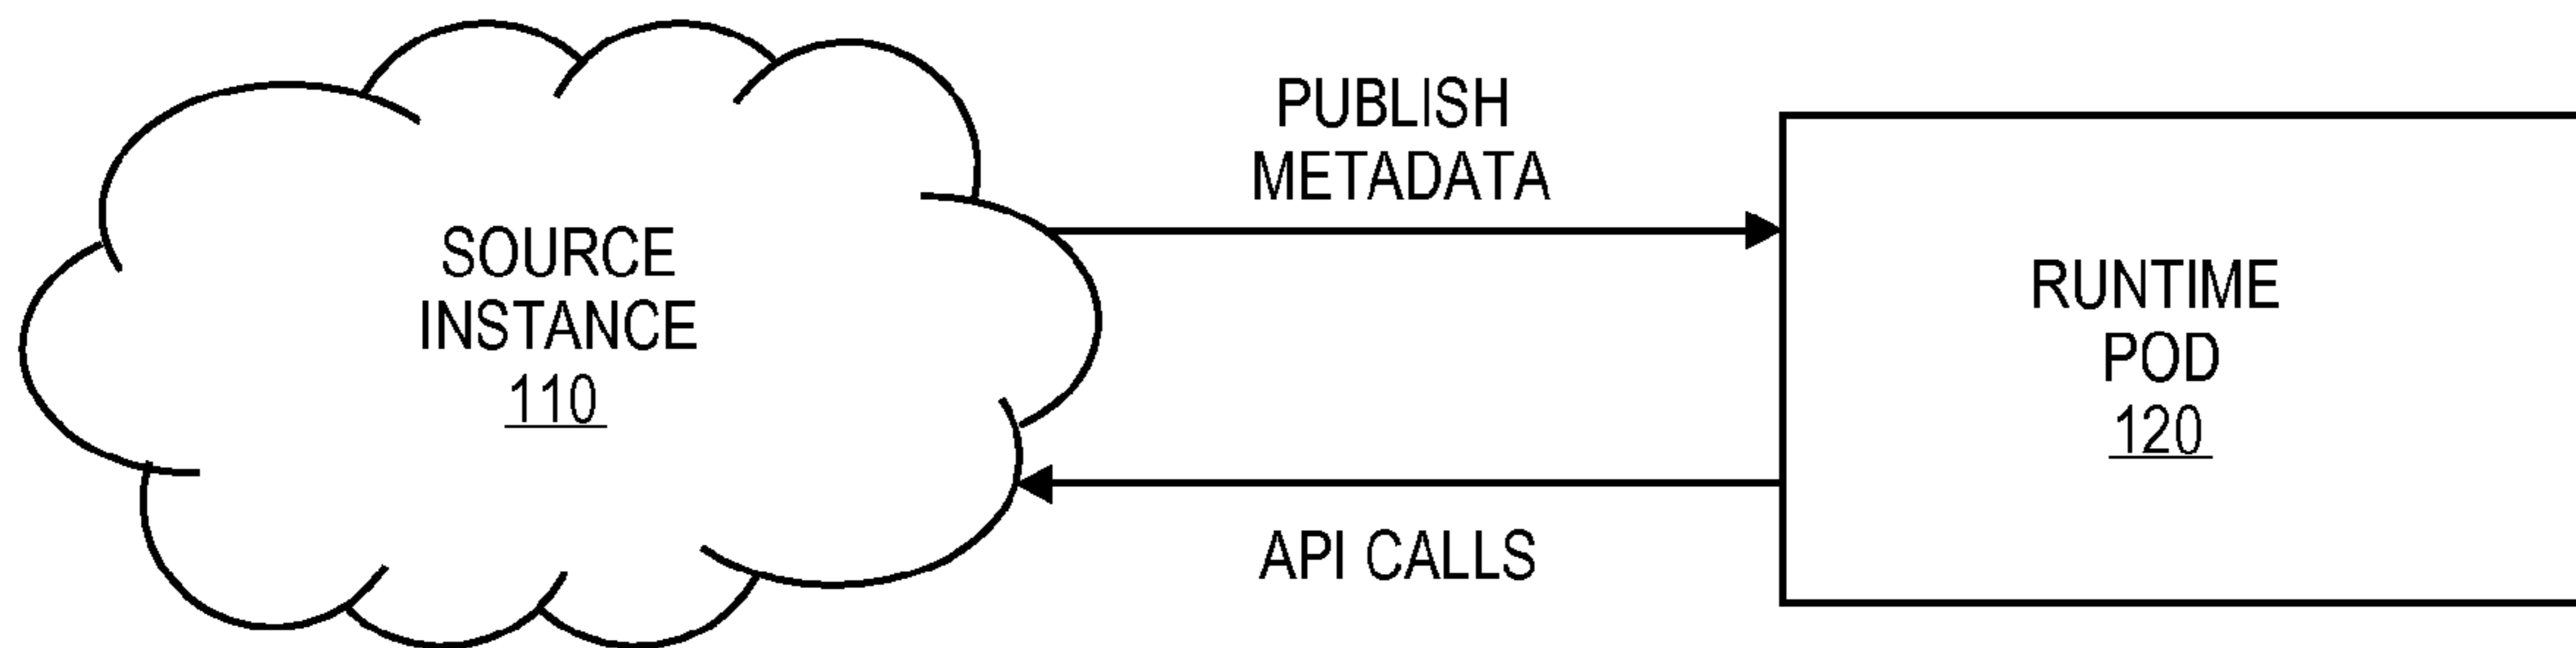 SOURCE
INSTANCE
110
PUBLISH
METADATA
API CALLS
RUNTIME
POD
120